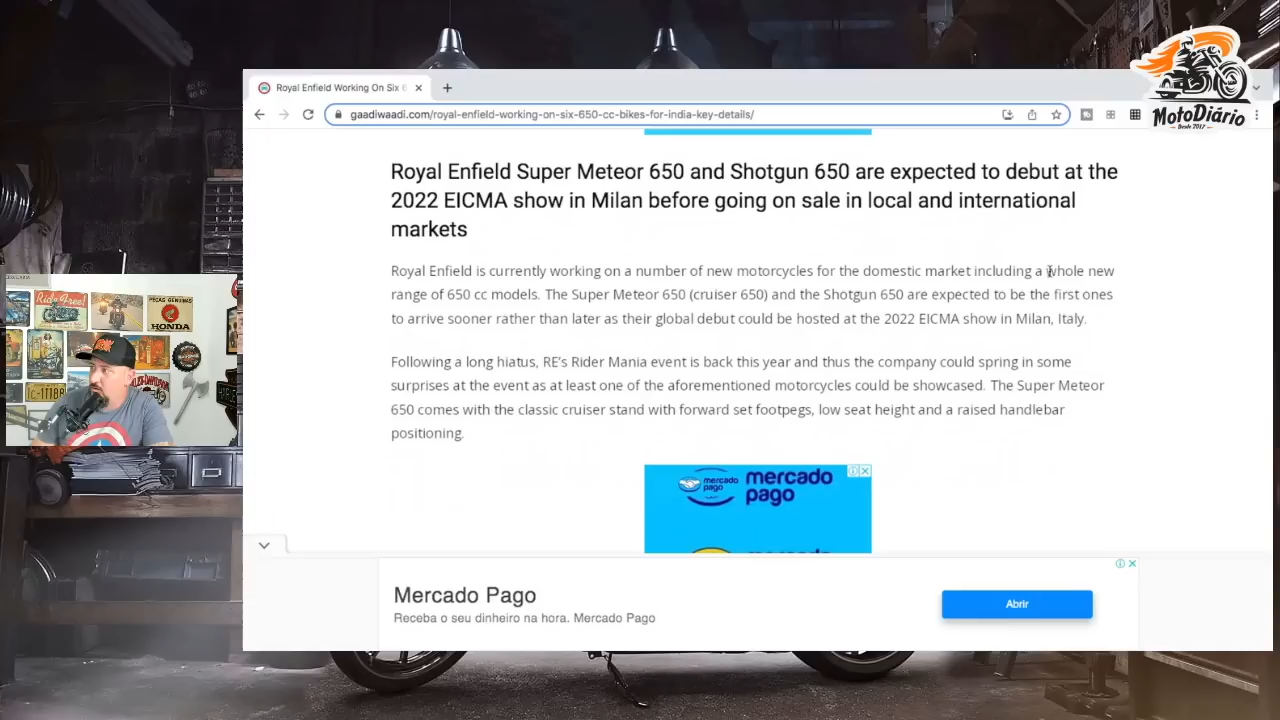 Royal Enfield Working On Six 6
gaadiwaadi.com/royal-enfield-working-on-six-650-cc-bikes-for-india-key-details/
MotoDiário
Desde 2017
Royal Enfield Super Meteor 650 and Shotgun 650 are expected to debut at the
2022 EICMA show in Milan before going on sale in local and international
markets
Royal Enfield is currently working on a number of new motorcycles for the domestic market including a whole new
range of 650 cc models. The Super Meteor 650 (cruiser 650) and the Shotgun 650 are expected to be the first ones
to arrive sooner rather than later as their global debut could be hosted at the 2022 EICMA show in Milan, Italy.
Following a long hiatus, RE's Rider Mania event is back this year and thus the company could spring in some
surprises at the event as at least one of the aforementioned motorcycles could be showcased. The Super Meteor
650 comes with the classic cruiser stand with forward set footpegs, low seat height and a raised handlebar
positioning.
Ride Free!
PEÇAS GENUÍNAS
HONDA
mercado
pago
mercado
pago
Mercado Pago
Receba o seu dinheiro na hora. Mercado Pago
Abrir